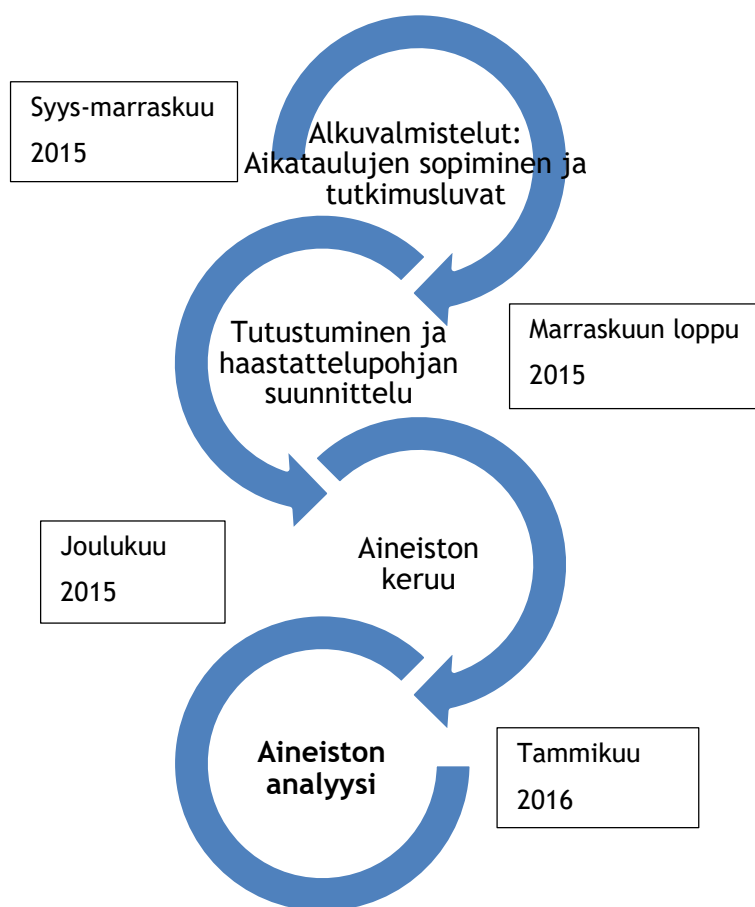 Syys-marraskuu
2015
Alkuvalmistelut:
Aikataulujen sopiminen ja
tutkimusluvat
Tutustuminen ja
haastattelupohjan
suunnittelu
Marraskuun loppu
2015
Joulukuu
2015
Aineiston
keruu
Aineiston
analyysi
Tammikuu
2016